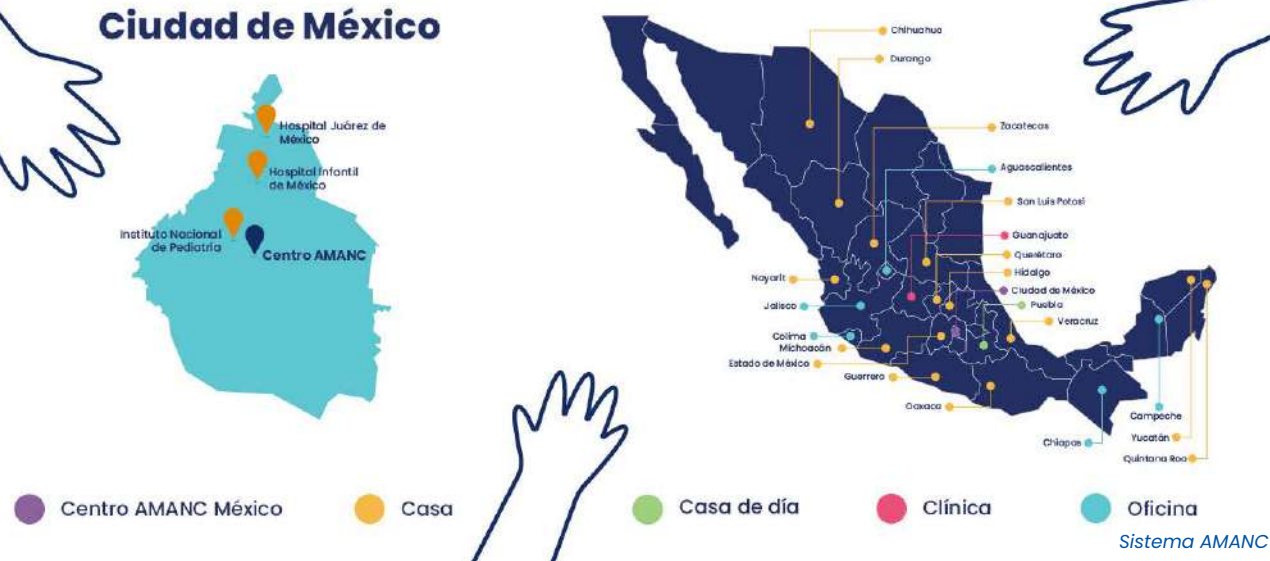 Ciudad de México
Hospital Juárez de
México
Hospital Infantil
de México
Instituto Nacional
de Pediatría
Centro AMANC
Chihuahua
Durango
Zacatecas
Aguascalientes
San Luis Potosí
Guanajuato
Querétaro
Hidalgo
Ciudad de México
Puebla
Veracruz
Nayarit
Jalisco
Colima
Michoacán
Estado de México
Guerrero
Oaxaca
Chiapas
Campeche
Yucatán
Quintana Roo
Centro AMANC México
Casa
Casa de día
Clínica
Oficina
Sistema AMANC